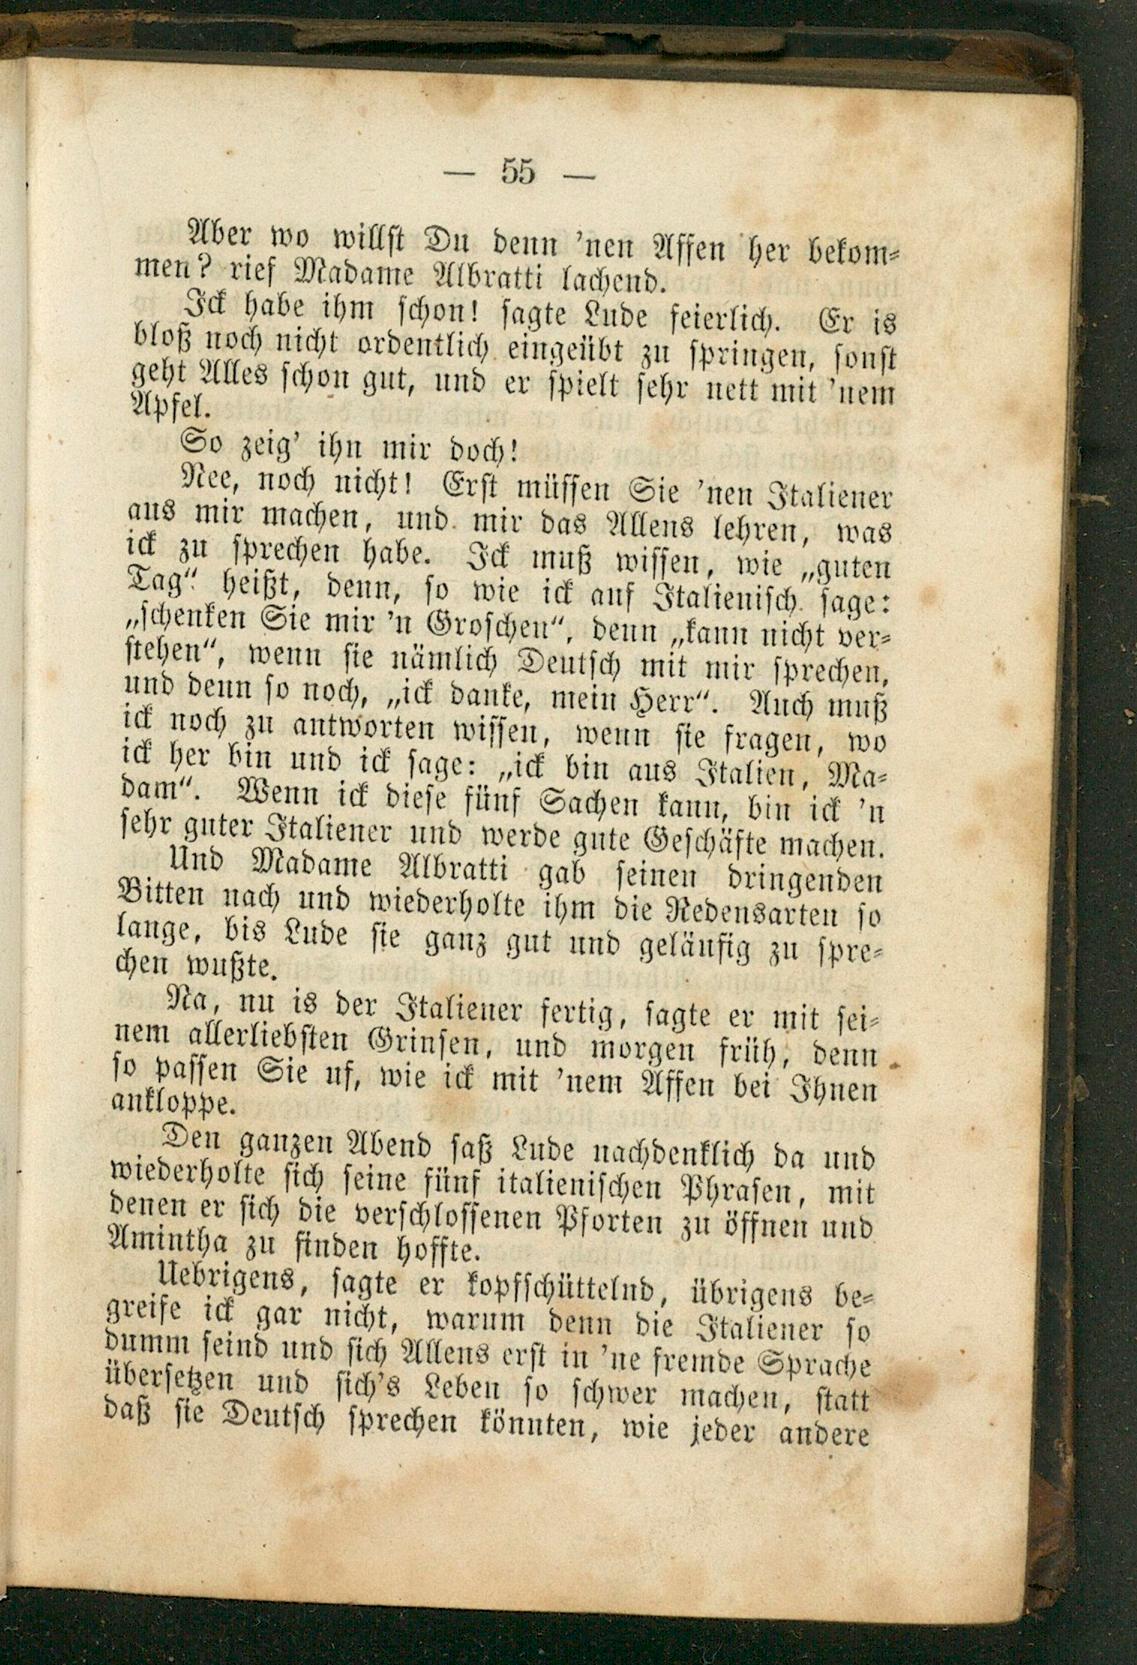 — 55 —
Aber wo willst Du denn 'nen Affen her bekom-
men? rief Madame Albratti lachend.
Ick habe ihm schon! sagte Lude feierlich. Er is
bloß noch nicht ordentlich eingeübt zu springen, sonst
geht Alles schon gut, und er spielt sehr nett mit 'nem
Apfel.
So zeig' ihn mir doch!
Nee, noch nicht! Erst müssen Sie 'nen Italiener
aus mir machen, und mir das Allens lehren, was
ick zu sprechen habe. Ick muß wissen, wie „guten
Tag“ heißt, denn, so wie ick auf Italienisch sage:
„schenken Sie mir 'n Groschen“, denn „kann nicht ver-
stehen“, wenn sie nämlich Deutsch mit mir sprechen,
und denn so noch, „ick danke, mein Herr“. Auch muß
ick noch zu antworten wissen, wenn sie fragen, wo
ick her bin und ick sage: „ick bin aus Italien, Ma-
dam“. Wenn ick diese fünf Sachen kann, bin ick 'n
sehr guter Italiener und werde gute Geschäfte machen.
Und Madame Albratti gab seinen dringenden
Bitten nach und wiederholte ihm die Redensarten so
lange, bis Lude sie ganz gut und geläufig zu spre-
chen wußte.
Na, nu is der Italiener fertig, sagte er mit sei-
nem allerliebsten Grinsen, und morgen früh, denn
so passen Sie uf, wie ick mit 'nem Affen bei Ihnen
ankloppe.
Den ganzen Abend saß Lude nachdenklich da und
wiederholte sich seine fünf italienischen Phrasen, mit
denen er sich die verschlossenen Pforten zu öffnen und
Amintha zu finden hoffte.
Uebrigens, sagte er kopfschüttelnd, übrigens be-
greife ick gar nicht, warum denn die Italiener so
dumm seind und sich Allens erst in 'ne fremde Sprache
übersetzen und sich's Leben so schwer machen, statt
daß sie Deutsch sprechen könnten, wie jeder andere